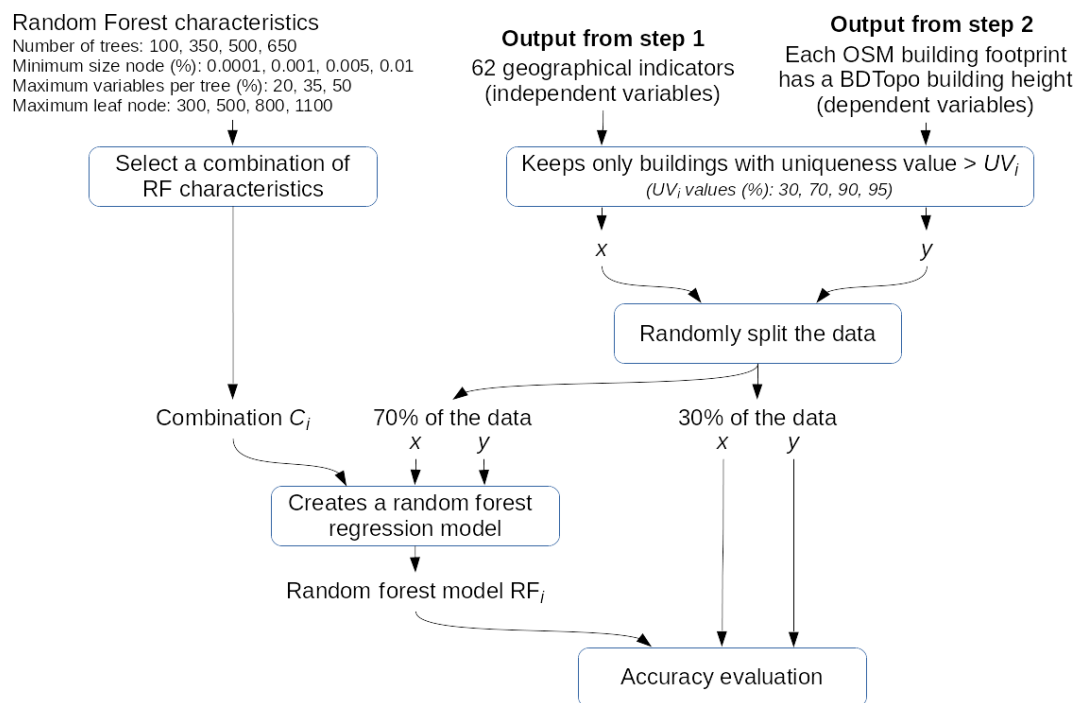 Random Forest characteristics
Number of trees: 100, 350, 500, 650
Minimum size node (%): 0.0001, 0.001, 0.005, 0.01
Maximum variables per tree (%): 20, 35, 50
Maximum leaf node: 300, 500, 800, 1100
Output from step 1
62 geographical indicators
(independent variables)
Output from step 2
Each OSM building footprint
has a BDTopo building height
(dependent variables)
Select a combination of
RF characteristics
Keeps only buildings with uniqueness value > UVi
(UVi values (%): 30, 70, 90, 95)
x
y
Randomly split the data
Combination Ci
70% of the data
x y
30% of the data
x y
Creates a random forest
regression model
Random forest model RFi
Accuracy evaluation